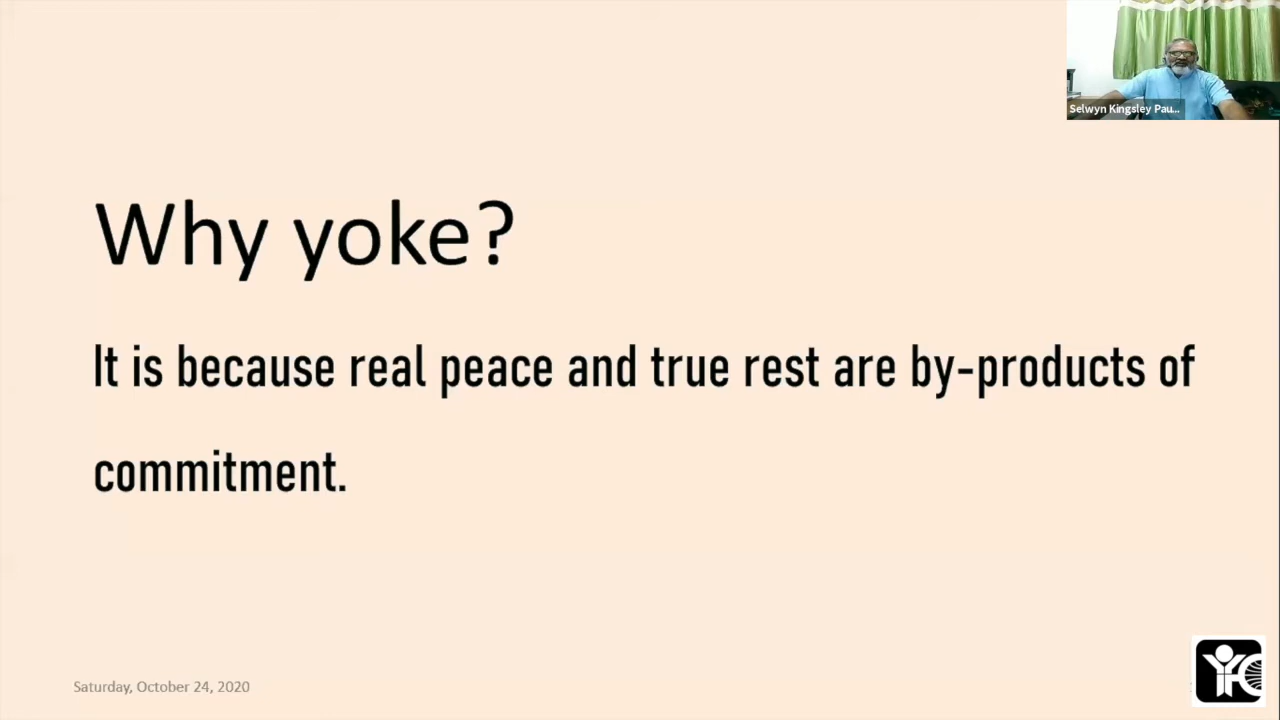 Selwyn Kingsley Pau...
Why yoke?
It is because real peace and true rest are by-products of
commitment.
Saturday, October 24, 2020
YFC